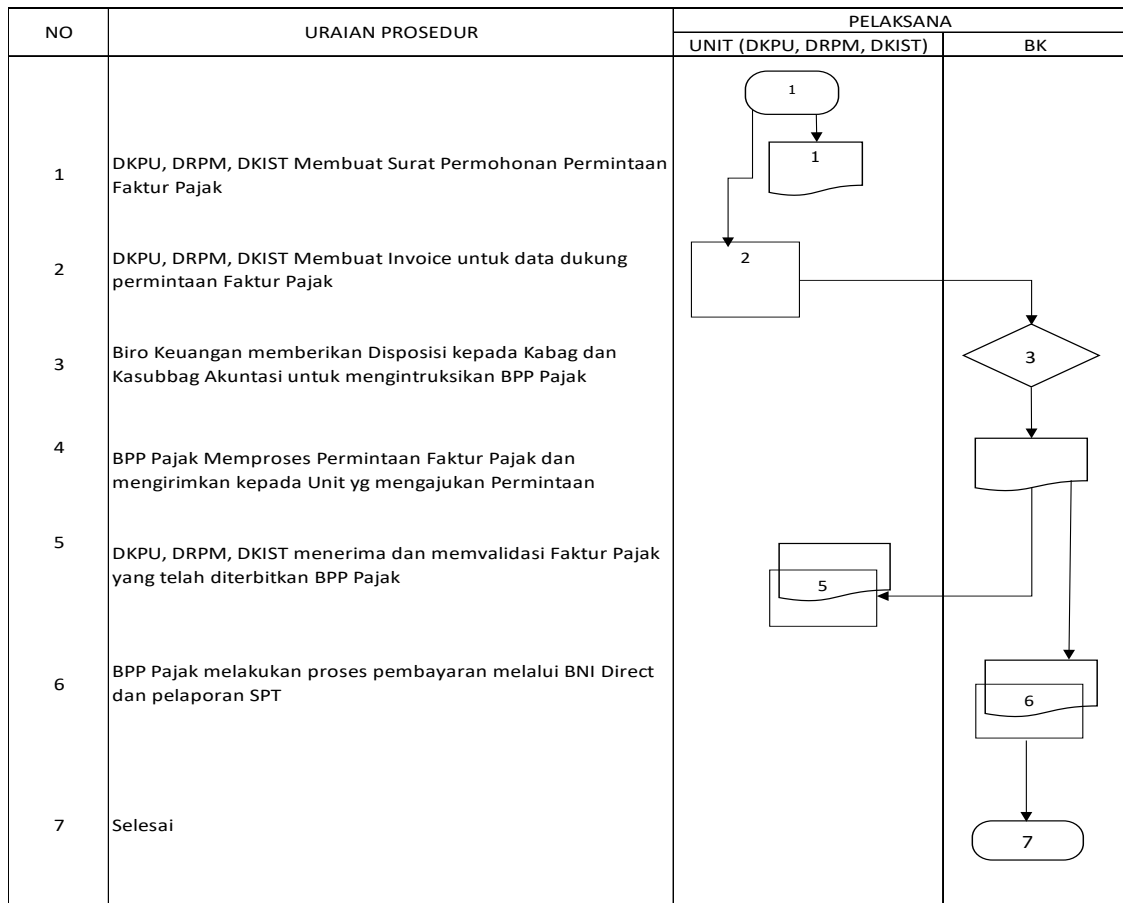 NO
URAIAN PROSEDUR
PELAKSANA
UNIT (DKPU, DRPM, DKIST)
BK
1
1
1
DKPU, DRPM, DKIST Membuat Surat Permohonan Permintaan
Faktur Pajak
2
DKPU, DRPM, DKIST Membuat Invoice untuk data dukung
permintaan Faktur Pajak
2
3
Biro Keuangan memberikan Disposisi kepada Kabag dan
Kasubbag Akuntasi untuk mengintruksikan BPP Pajak
3
4
BPP Pajak Memproses Permintaan Faktur Pajak dan
mengirimkan kepada Unit yg mengajukan Permintaan
5
DKPU, DRPM, DKIST menerima dan memvalidasi Faktur Pajak
yang telah diterbitkan BPP Pajak
5
6
BPP Pajak melakukan proses pembayaran melalui BNI Direct
dan pelaporan SPT
6
7
Selesai
7